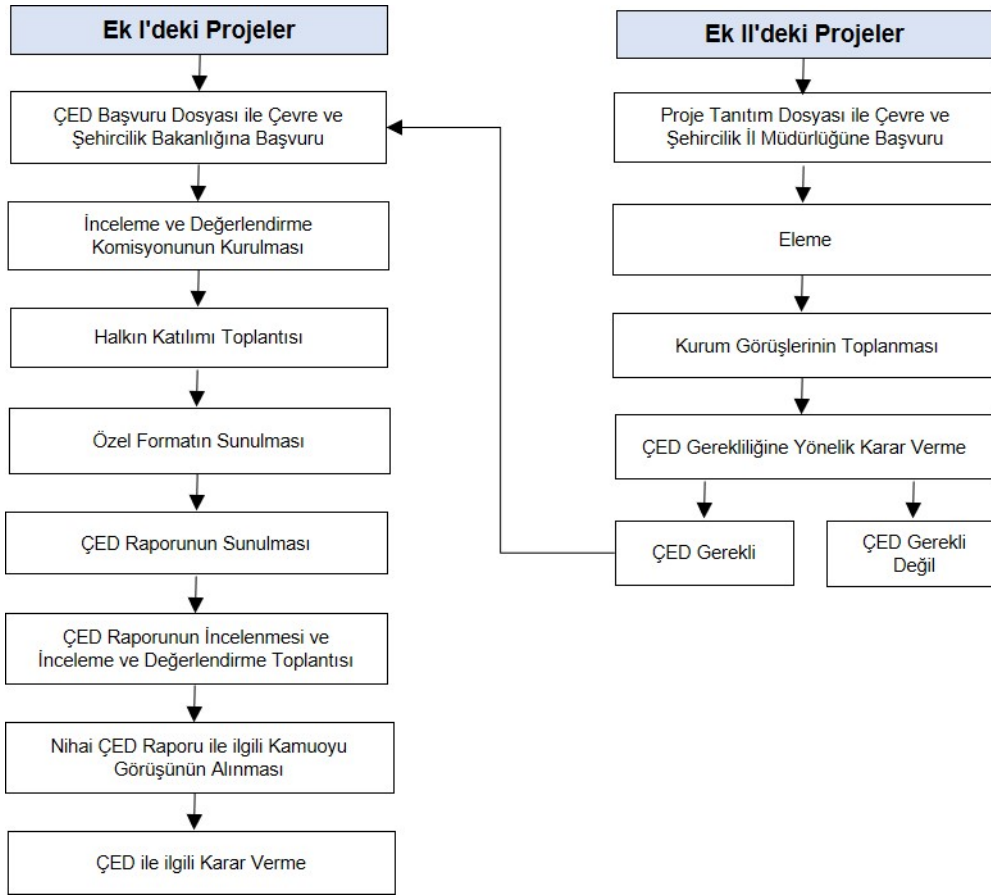 Ek I'deki Projeler
ÇED Başvuru Dosyası ile Çevre ve
Şehircilik Bakanlığına Başvuru
İnceleme ve Değerlendirme
Komisyonunun Kurulması
Halkın Katılımı Toplantısı
Özel Formatın Sunulması
ÇED Raporunun Sunulması
ÇED Raporunun İncelenmesi ve
İnceleme ve Değerlendirme Toplantısı
Nihai ÇED Raporu ile ilgili Kamuoyu
Görüşünün Alınması
ÇED ile ilgili Karar Verme
Ek II'deki Projeler
Proje Tanıtım Dosyası ile Çevre ve
Şehircilik İl Müdürlüğüne Başvuru
Eleme
Kurum Görüşlerinin Toplanması
ÇED Gerekliliğine Yönelik Karar Verme
ÇED Gerekli
ÇED Gerekli
Değil